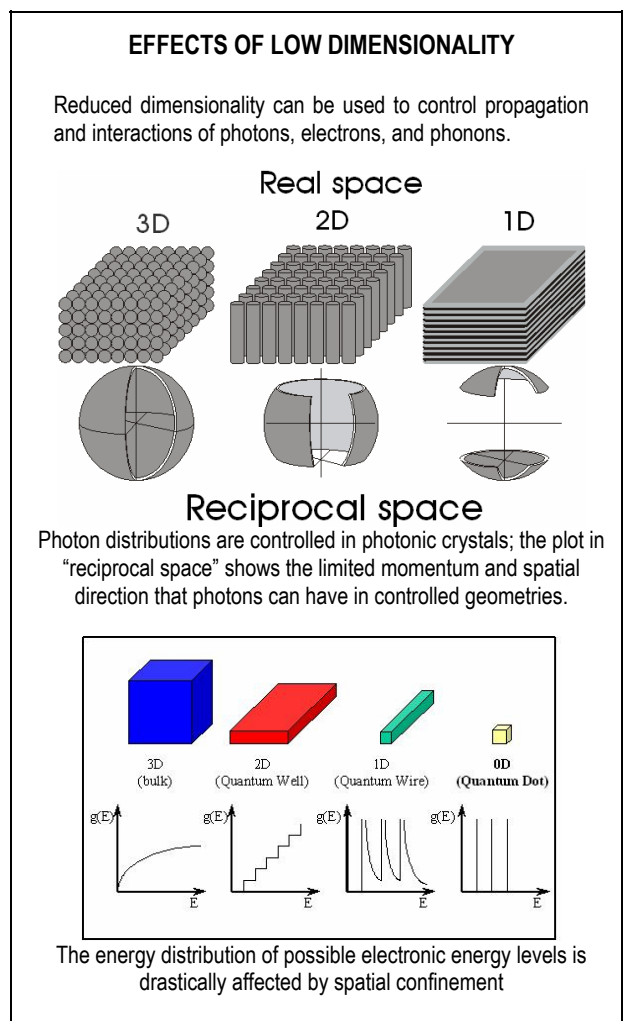 EFFECTS OF LOW DIMENSIONALITY
Reduced dimensionality can be used to control propagation
and interactions of photons, electrons, and phonons.
Real space
3D 2D 1D
Reciprocal space
Photon distributions are controlled in photonic crystals; the plot in
“reciprocal space” shows the limited momentum and spatial
direction that photons can have in controlled geometries.
3D 2D 1D 0D
(bulk) (Quantum Well) (Quantum Wire) (Quantum Dot)
g(E) g(E) g(E) g(E)
E E E E
The energy distribution of possible electronic energy levels is
drastically affected by spatial confinement